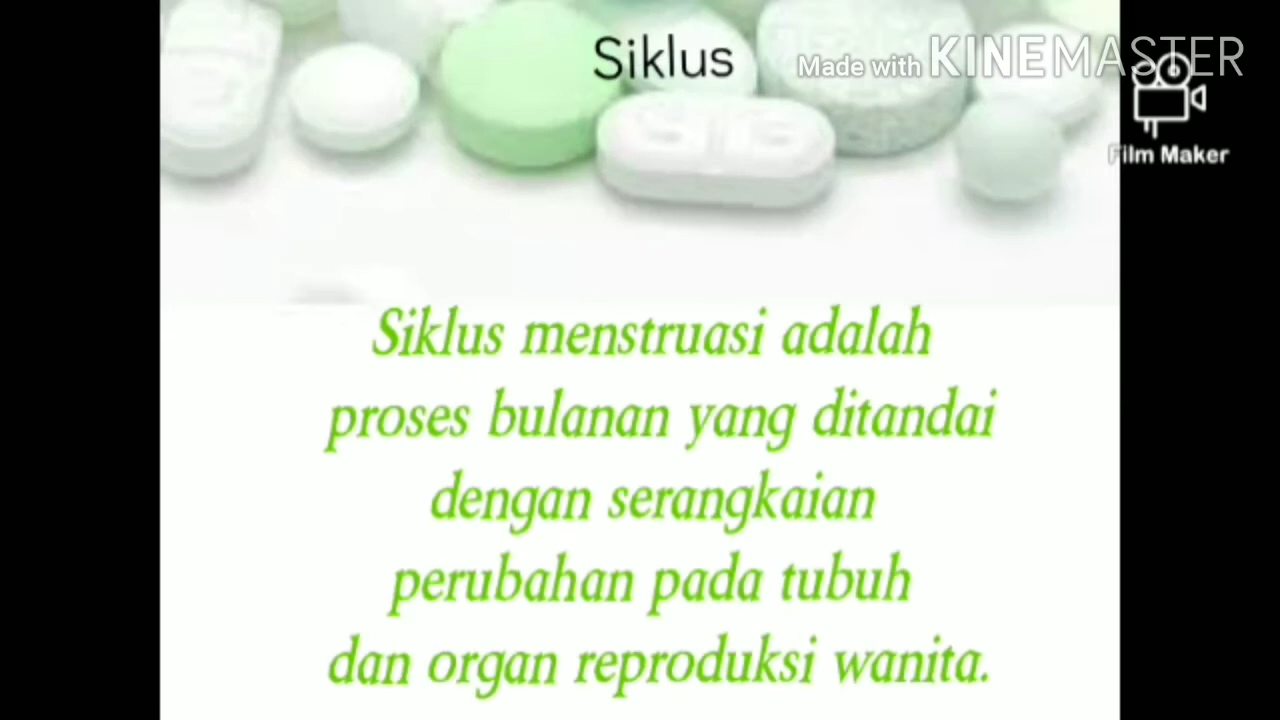 Siklus
Made with KINEMASTER
Film Maker
Siklus menstruasi adalah
proses bulanan yang ditandai
dengan serangkaian
perubahan pada tubuh
dan organ reproduksi wanita.